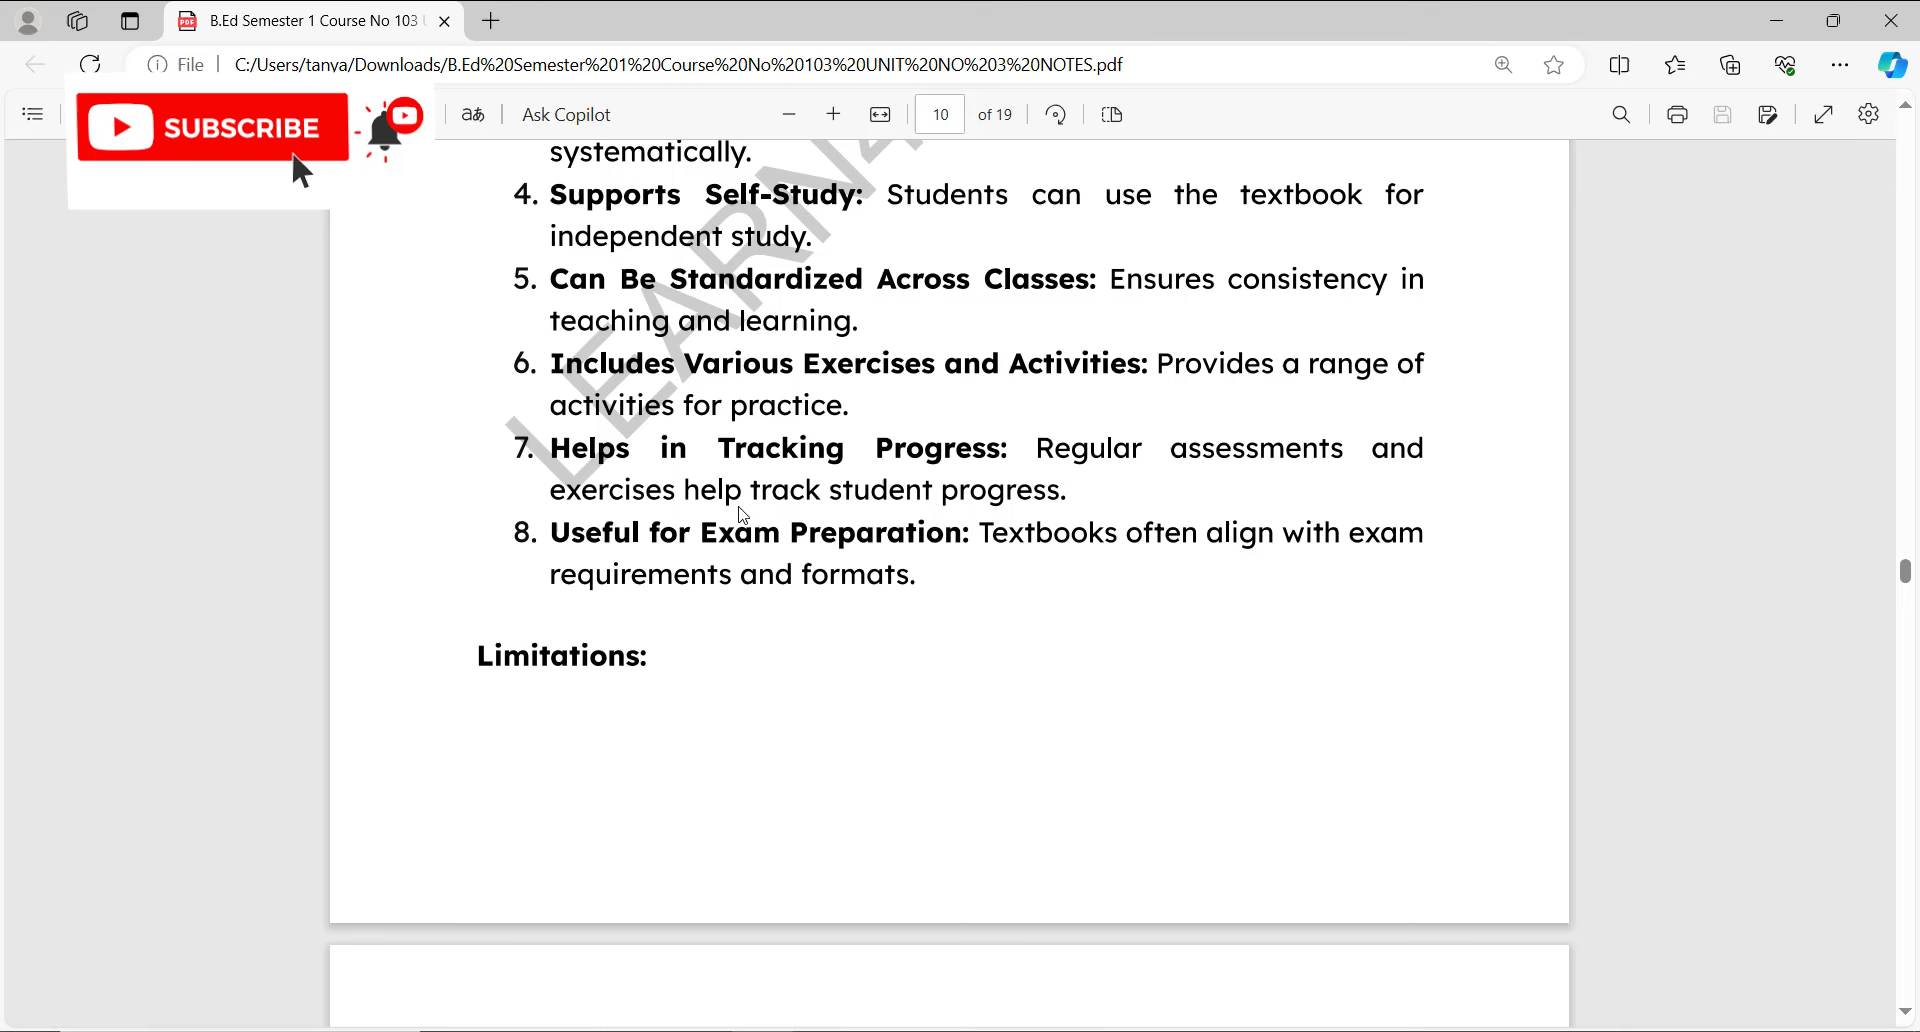 B.Ed Semester 1 Course No 103
File
C:/Users/tanya/Downloads/B.Ed%20Semester%201%20Course%20No%20103%20UNIT%20NO%203%20NOTES.pdf
SUBSCRIBE
aあ
Ask Copilot
10 of 19
LEARN4
systematically.
4. Supports Self-Study: Students can use the textbook for
independent study.
5. Can Be Standardized Across Classes: Ensures consistency in
teaching and learning.
6. Includes Various Exercises and Activities: Provides a range of
activities for practice.
7. Helps in Tracking Progress: Regular assessments and
exercises help track student progress.
8. Useful for Exam Preparation: Textbooks often align with exam
requirements and formats.
Limitations: